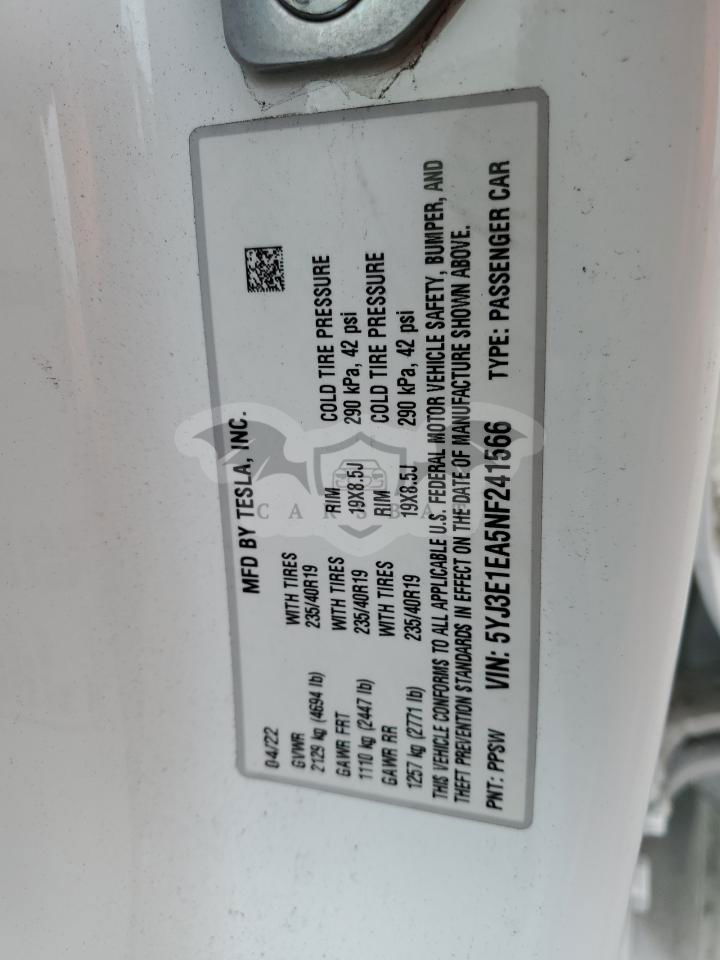 MFD BY TESLA, INC.
04/22
GVWR WITH TIRES RIM COLD TIRE PRESSURE
2129 kg (4694 lb) 235/40R19 19X8.5J 290 kPa, 42 psi
GAWR FRT WITH TIRES RIM COLD TIRE PRESSURE
1110 kg (2447 lb) 235/40R19 19X8.5J 290 kPa, 42 psi
GAWR RR WITH TIRES
1257 kg (2771 lb) 235/40R19
THIS VEHICLE CONFORMS TO ALL APPLICABLE U.S. FEDERAL MOTOR VEHICLE SAFETY, BUMPER, AND
THEFT PREVENTION STANDARDS IN EFFECT ON THE DATE OF MANUFACTURE SHOWN ABOVE.
PNT: PPSW VIN: 5YJ3E1EA5NF241566 TYPE: PASSENGER CAR